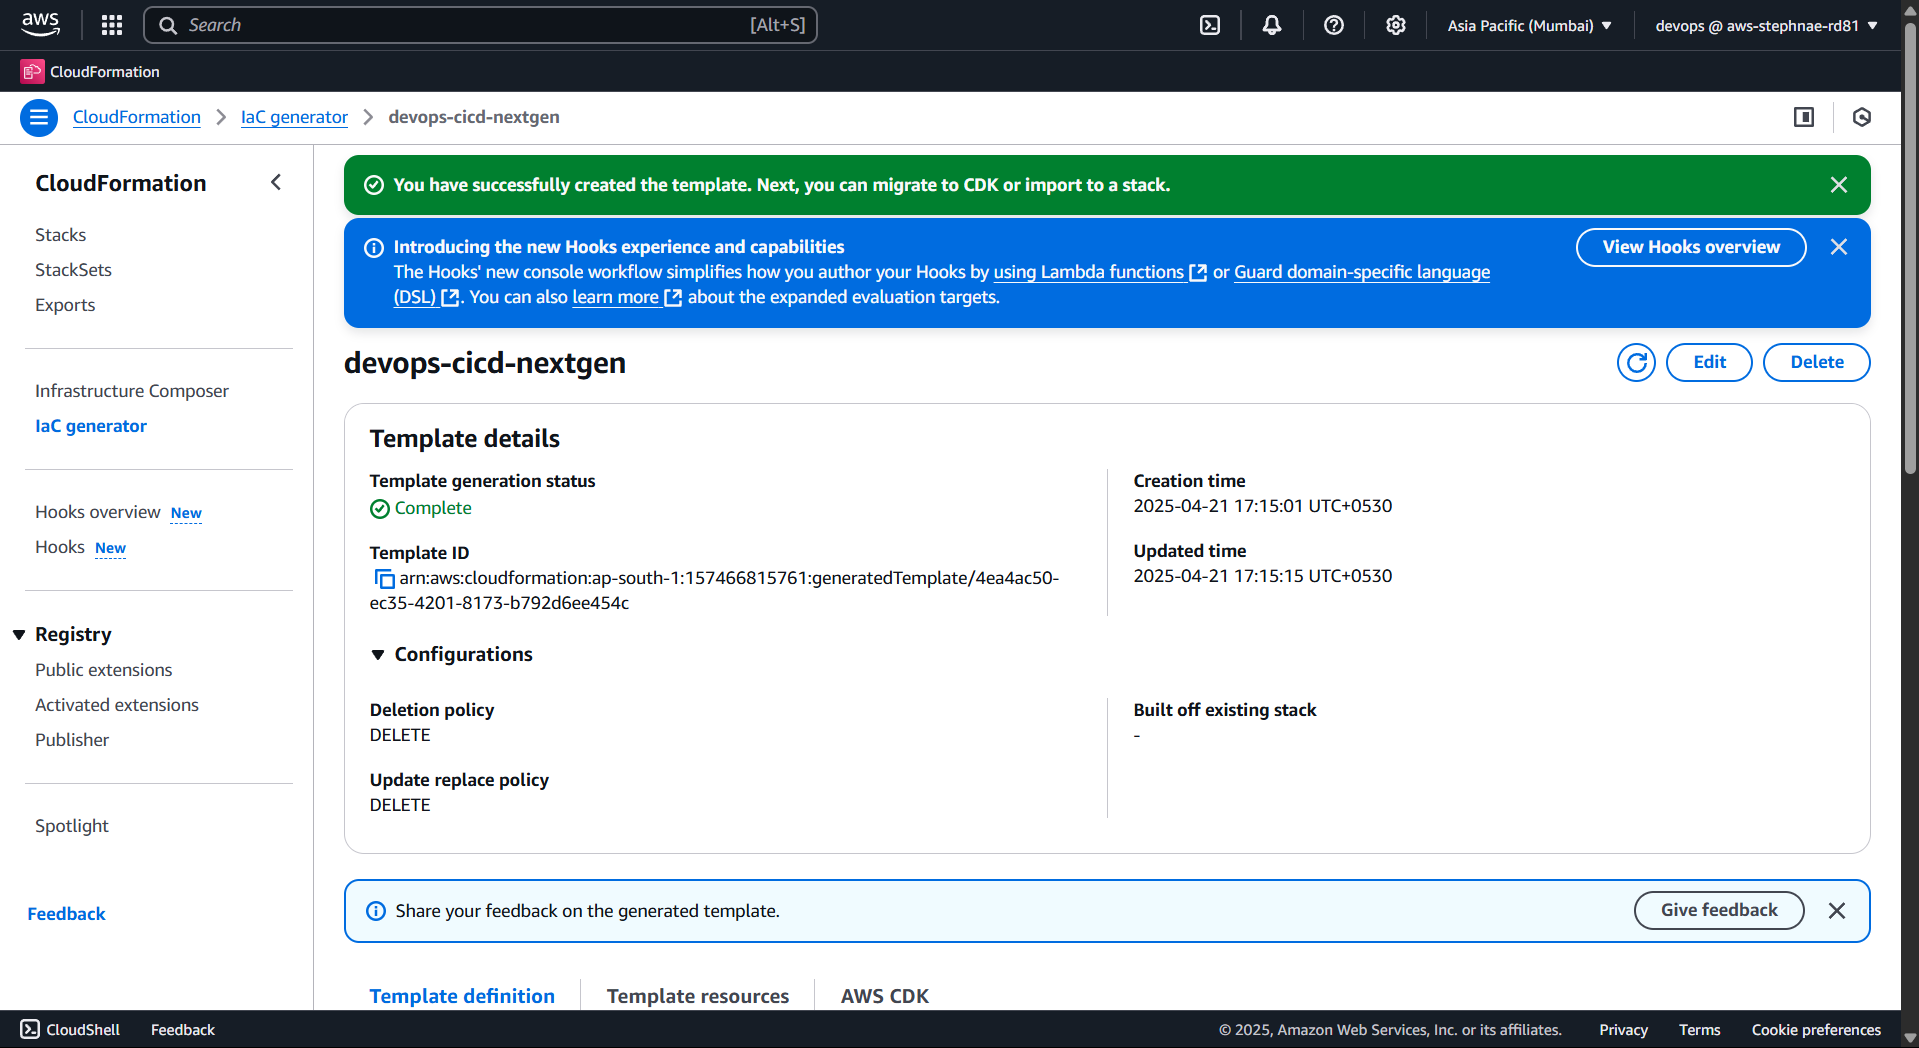 aws
Search
[Alt+S]
Asia Pacific (Mumbai)
devops @ aws-stephnae-rd81
CloudFormation
CloudFormation
IaC generator
devops-cicd-nextgen
CloudFormation
Stacks
StackSets
Exports
Infrastructure Composer
IaC generator
Hooks overview New
Hooks New
Registry
Public extensions
Activated extensions
Publisher
Spotlight
Feedback
You have successfully created the template. Next, you can migrate to CDK or import to a stack.
Introducing the new Hooks experience and capabilities
The Hooks' new console workflow simplifies how you author your Hooks by using Lambda functions or Guard domain-specific language
(DSL). You can also learn more about the expanded evaluation targets.
View Hooks overview
devops-cicd-nextgen
Edit
Delete
Template details
Template generation status
Complete
Template ID
arn:aws:cloudformation:ap-south-1:157466815761:generatedTemplate/4ea4ac50-
ec35-4201-8173-b792d6ee454c
Creation time
2025-04-21 17:15:01 UTC+0530
Updated time
2025-04-21 17:15:15 UTC+0530
Configurations
Deletion policy
DELETE
Update replace policy
DELETE
Built off existing stack
-
Share your feedback on the generated template.
Give feedback
Template definition
Template resources
AWS CDK
CloudShell
Feedback
© 2025, Amazon Web Services, Inc. or its affiliates.
Privacy
Terms
Cookie preferences